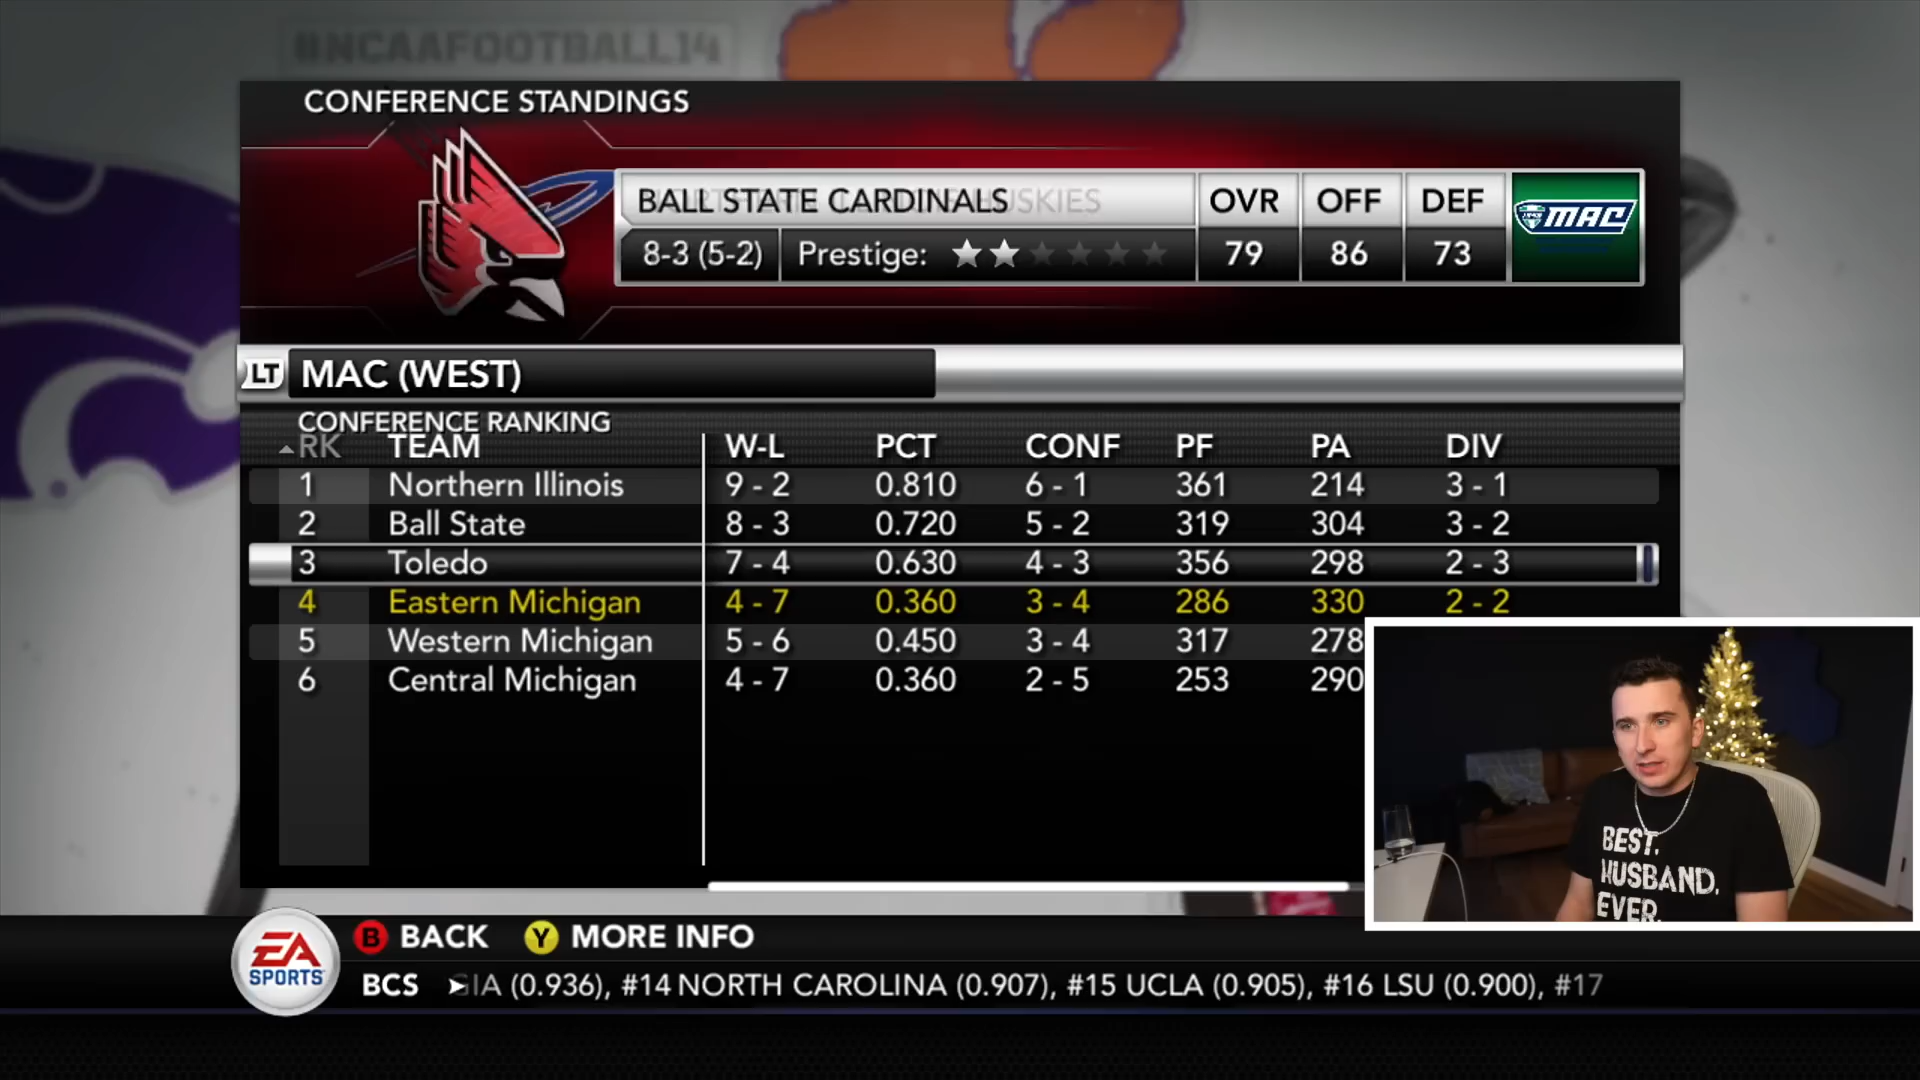 #NCAAFOOTBALL14
CONFERENCE STANDINGS
BALL STATE CARDINALS HUSKIES OVR OFF DEF MAC
8-3 (5-2) Prestige: 79 86 73
LT MAC (WEST)
CONFERENCE RANKING
RK TEAM W-L PCT CONF PF PA DIV
1 Northern Illinois 9 - 2 0.810 6 - 1 361 214 3 - 1
2 Ball State 8 - 3 0.720 5 - 2 319 304 3 - 2
3 Toledo 7 - 4 0.630 4 - 3 356 298 2 - 3
4 Eastern Michigan 4 - 7 0.360 3 - 4 286 330 2 - 2
5 Western Michigan 5 - 6 0.450 3 - 4 317 278
6 Central Michigan 4 - 7 0.360 2 - 5 253 290
BEST.
HUSBAND.
EVER.
EA SPORTS B BACK Y MORE INFO
BCS GIA (0.936), #14 NORTH CAROLINA (0.907), #15 UCLA (0.905), #16 LSU (0.900), #17